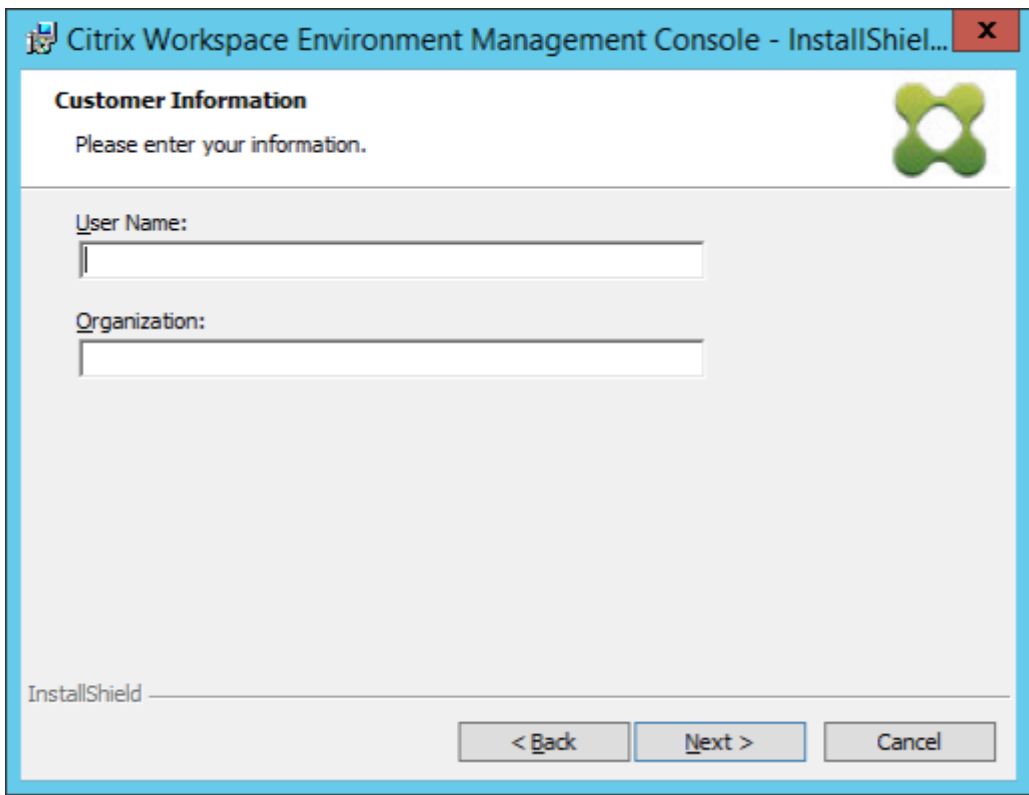 Citrix Workspace Environment Management Console - InstallShiel...
x
Customer Information
Please enter your information.
User Name:
Organization:
InstallShield
< Back
Next >
Cancel